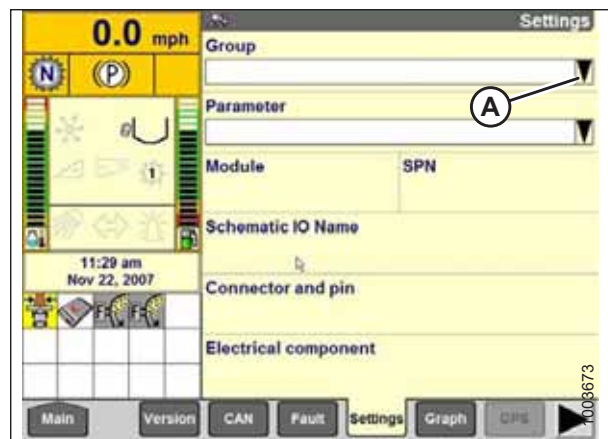 0.0 mph
N
(P)
1
11:29 am
Nov 22, 2007
Settings
Group
A
Parameter
Module
SPN
Schematic IO Name
Connector and pin
Electrical component
Main
Version
CAN
Fault
Settings
Graph
GPS
1003673